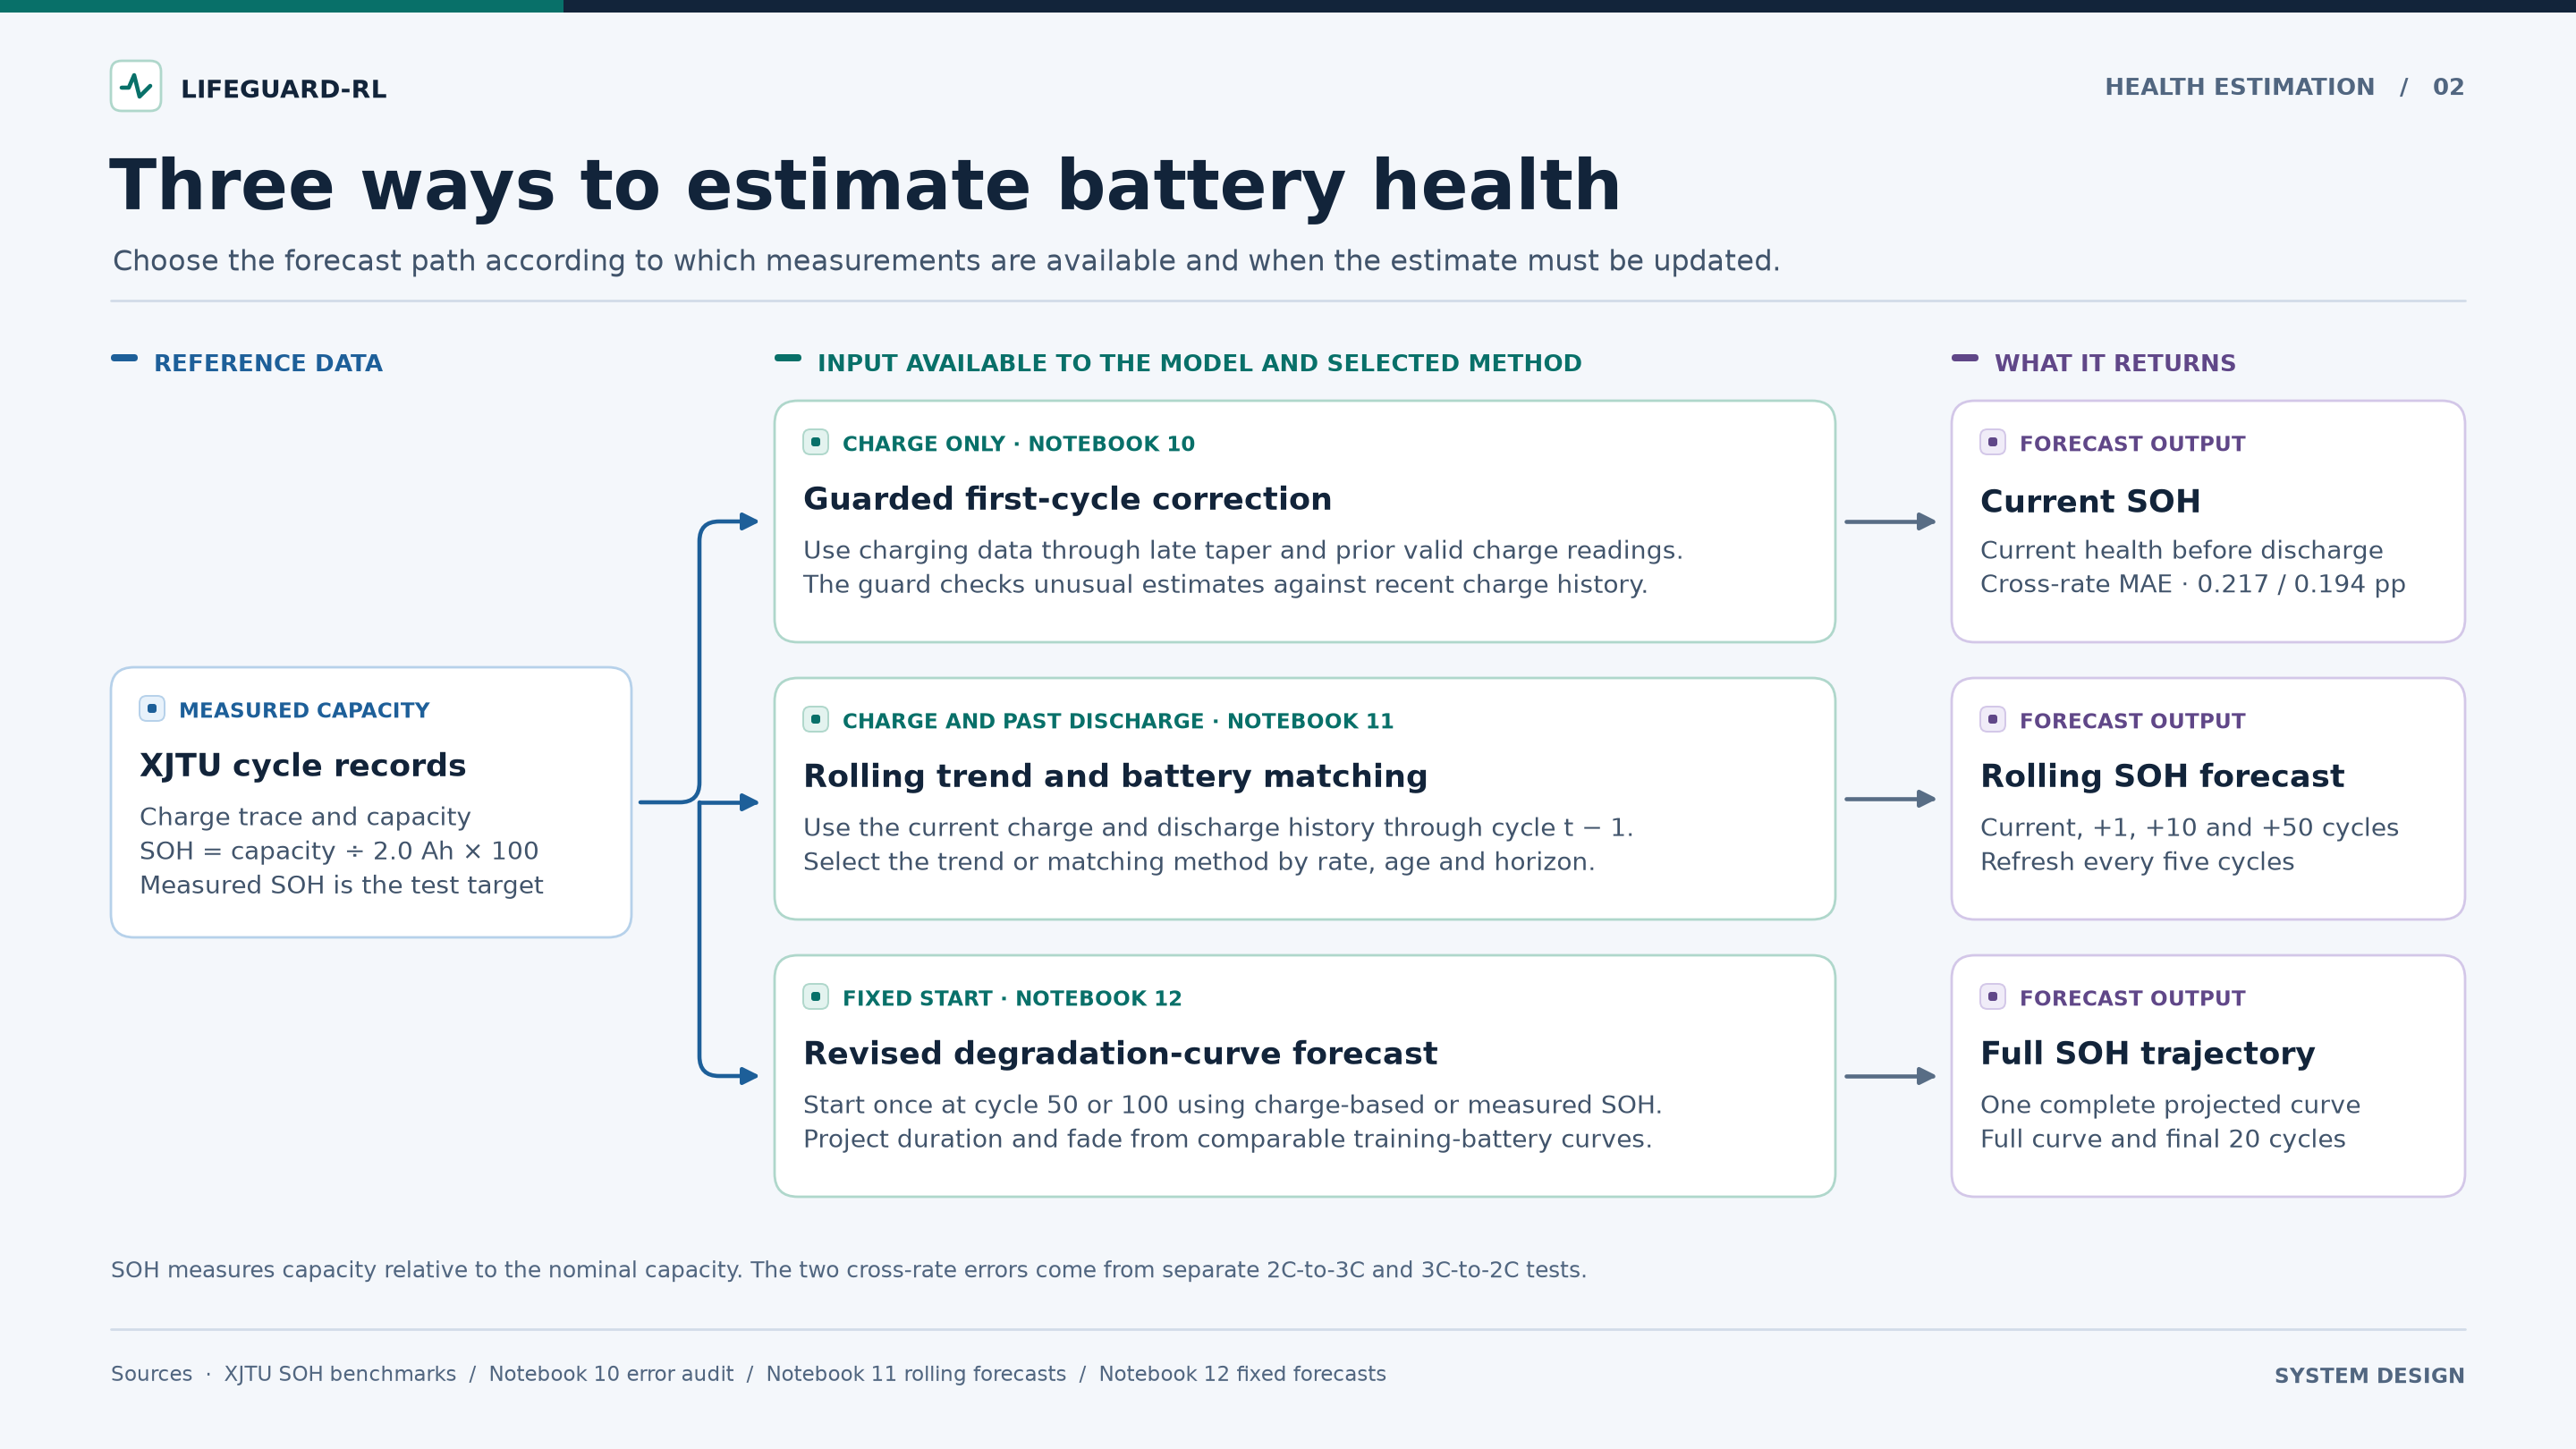 LIFEGUARD-RL
HEALTH ESTIMATION / 02
Three ways to estimate battery health
Choose the forecast path according to which measurements are available and when the estimate must be updated.
REFERENCE DATA
MEASURED CAPACITY
XJTU cycle records
Charge trace and capacity
SOH = capacity ÷ 2.0 Ah × 100
Measured SOH is the test target
INPUT AVAILABLE TO THE MODEL AND SELECTED METHOD
CHARGE ONLY · NOTEBOOK 10
Guarded first-cycle correction
Use charging data through late taper and prior valid charge readings.
The guard checks unusual estimates against recent charge history.
CHARGE AND PAST DISCHARGE · NOTEBOOK 11
Rolling trend and battery matching
Use the current charge and discharge history through cycle t − 1.
Select the trend or matching method by rate, age and horizon.
FIXED START · NOTEBOOK 12
Revised degradation-curve forecast
Start once at cycle 50 or 100 using charge-based or measured SOH.
Project duration and fade from comparable training-battery curves.
WHAT IT RETURNS
FORECAST OUTPUT
Current SOH
Current health before discharge
Cross-rate MAE · 0.217 / 0.194 pp
FORECAST OUTPUT
Rolling SOH forecast
Current, +1, +10 and +50 cycles
Refresh every five cycles
FORECAST OUTPUT
Full SOH trajectory
One complete projected curve
Full curve and final 20 cycles
SOH measures capacity relative to the nominal capacity. The two cross-rate errors come from separate 2C-to-3C and 3C-to-2C tests.
Sources · XJTU SOH benchmarks / Notebook 10 error audit / Notebook 11 rolling forecasts / Notebook 12 fixed forecasts
SYSTEM DESIGN